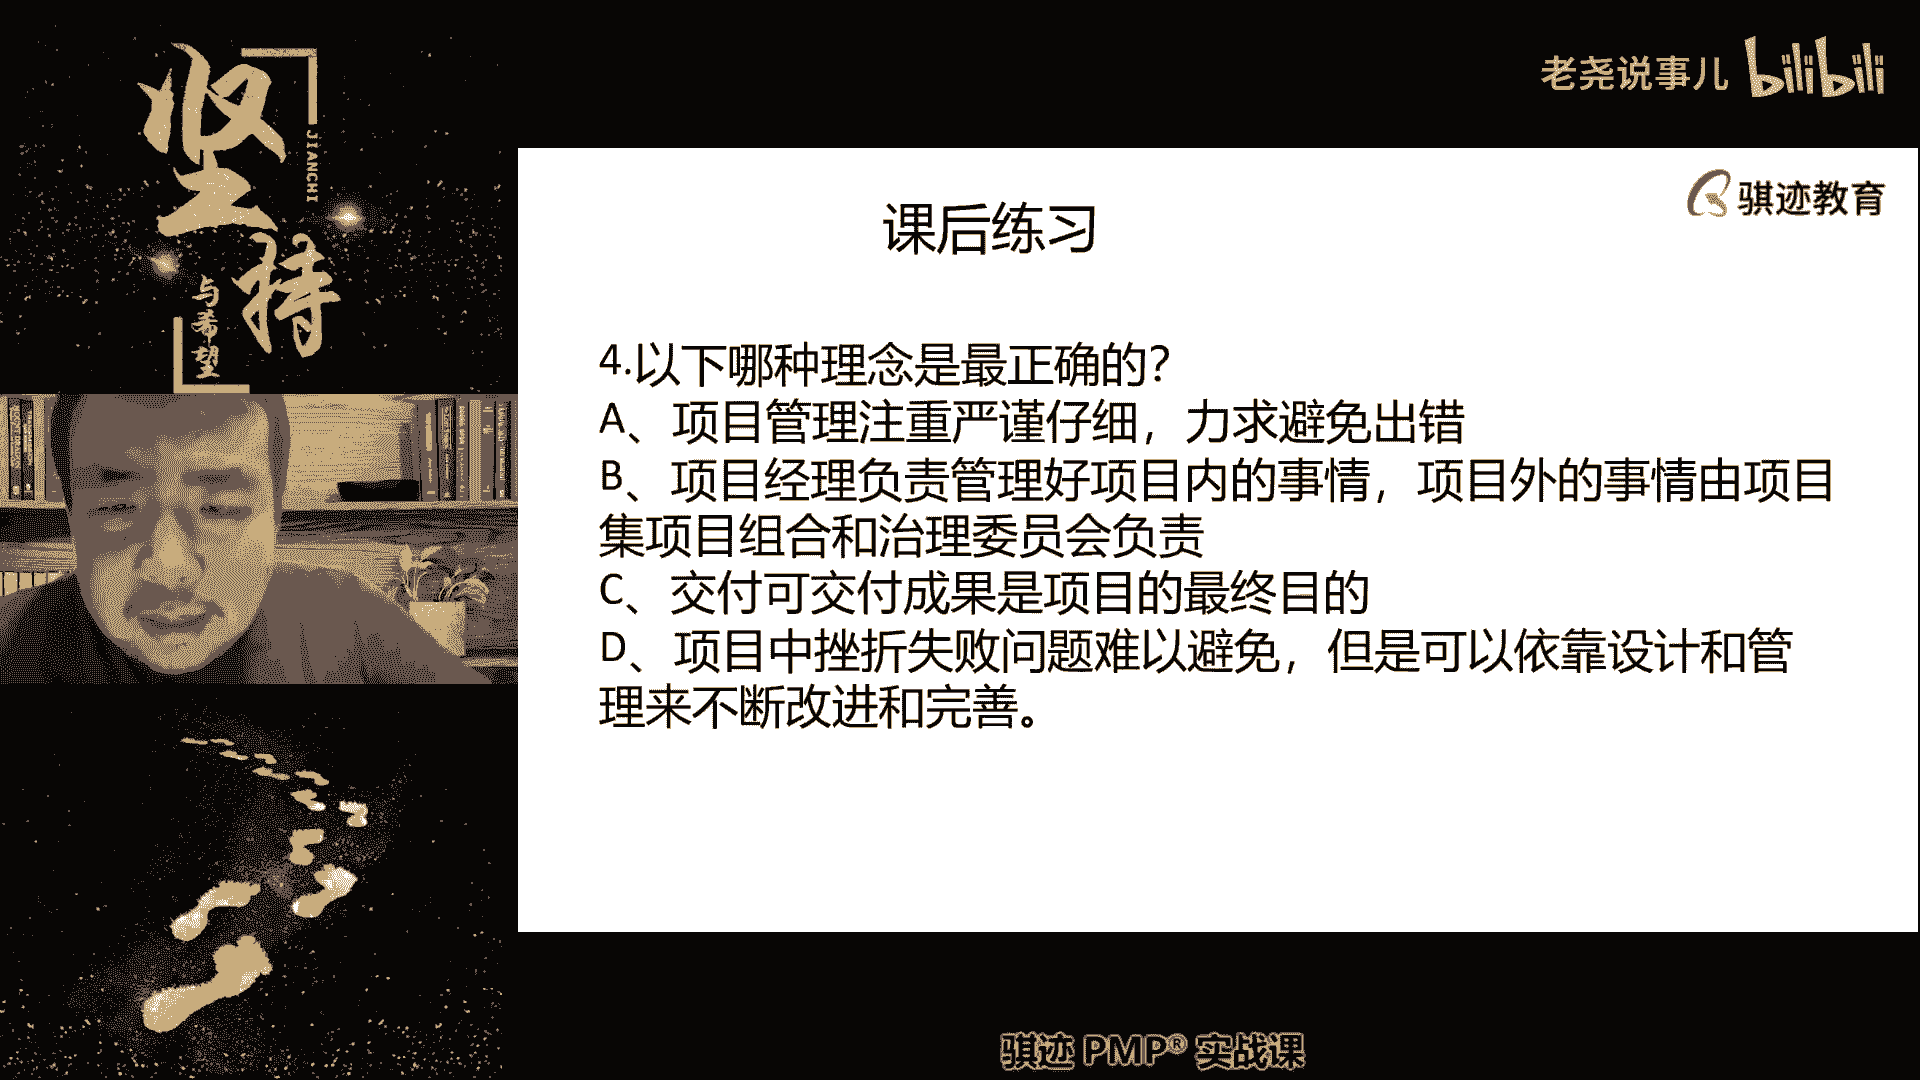 坚
持
JIANCHI
与希望
老尧说事儿 bilibili
骐迹教育
课后练习
4.以下哪种理念是最正确的？
A、项目管理注重严谨仔细，力求避免出错
B、项目经理负责管理好项目内的事情，项目外的事情由项目
集项目组合和治理委员会负责
C、交付可交付成果是项目的最终目的
D、项目中挫折失败问题难以避免，但是可以依靠设计和管
理来不断改进和完善。
骐迹 PMP® 实战课